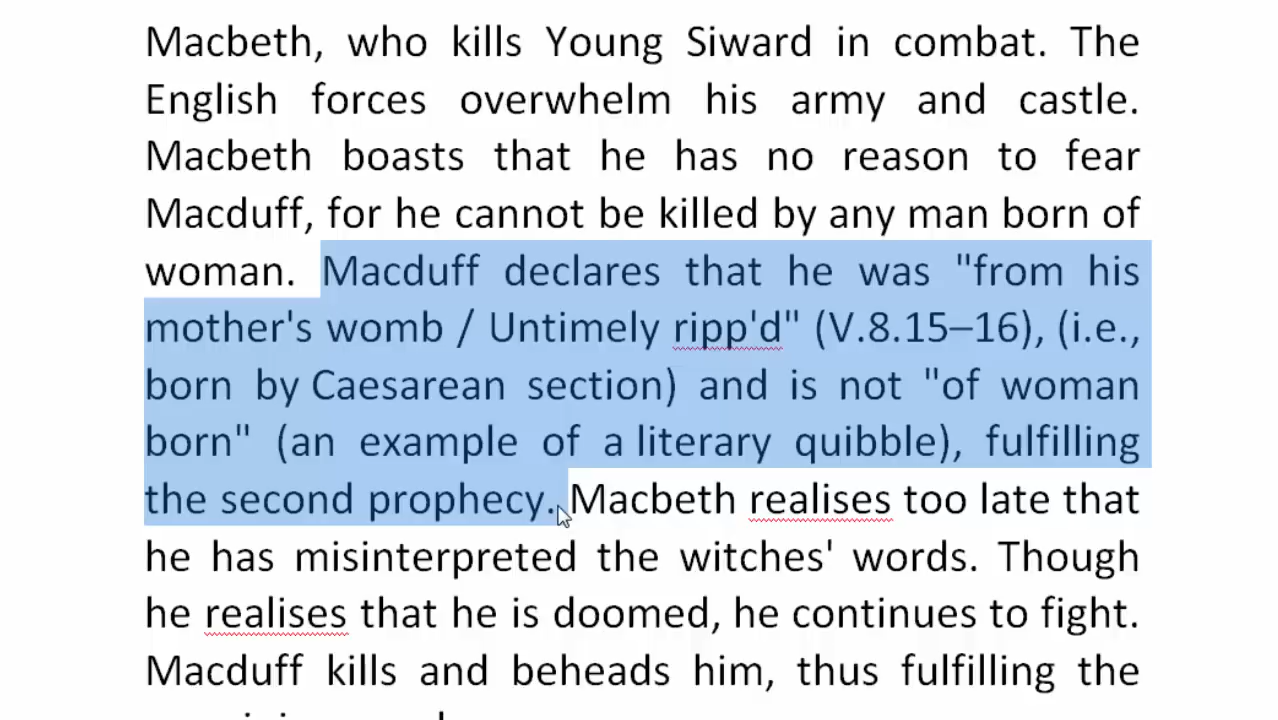 Macbeth, who kills Young Siward in combat. The
English forces overwhelm his army and castle.
Macbeth boasts that he has no reason to fear
Macduff, for he cannot be killed by any man born of
woman. Macduff declares that he was "from his
mother's womb / Untimely ripp'd" (V.8.15–16), (i.e.,
born by Caesarean section) and is not "of woman
born" (an example of a literary quibble), fulfilling
the second prophecy. Macbeth realises too late that
he has misinterpreted the witches' words. Though
he realises that he is doomed, he continues to fight.
Macduff kills and beheads him, thus fulfilling the